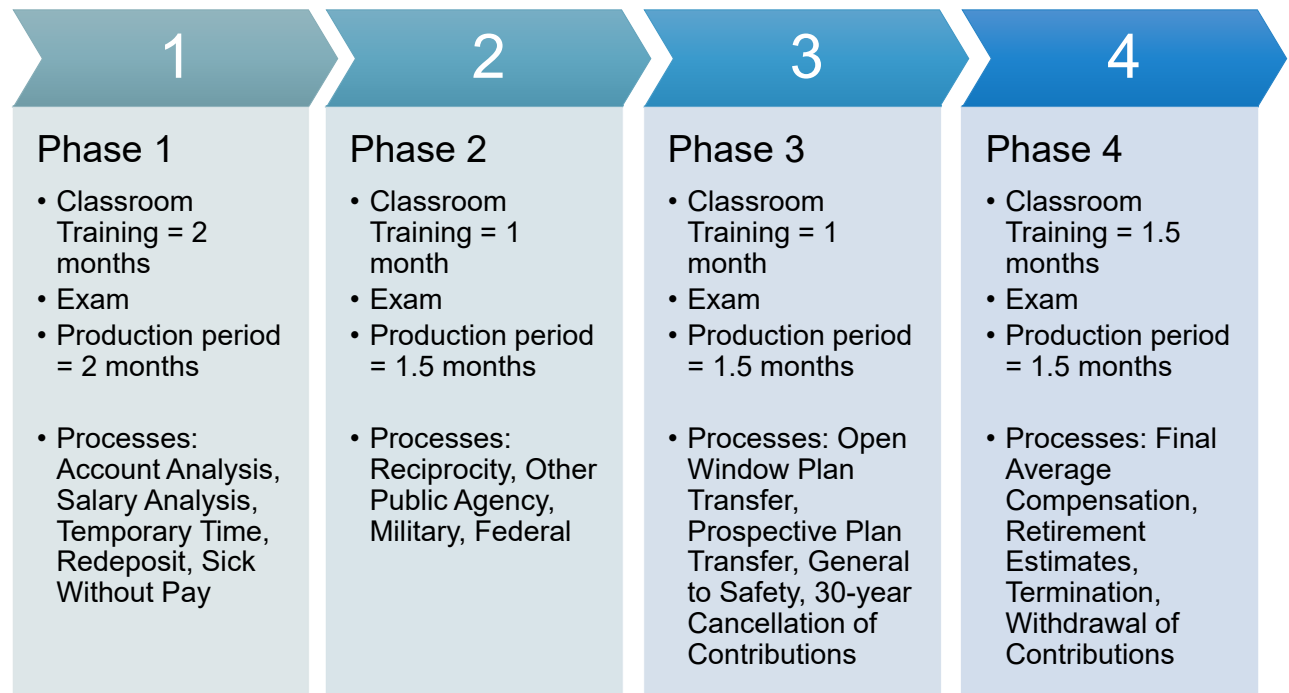 1
2
3
4
Phase 1
• Classroom
Training = 2
months
• Exam
• Production period
= 2 months
• Processes:
Account Analysis,
Salary Analysis,
Temporary Time,
Redeposit, Sick
Without Pay
Phase 2
• Classroom
Training = 1
month
• Exam
• Production period
= 1.5 months
• Processes:
Reciprocity, Other
Public Agency,
Military, Federal
Phase 3
• Classroom
Training = 1
month
• Exam
• Production period
= 1.5 months
• Processes: Open
Window Plan
Transfer,
Prospective Plan
Transfer, General
to Safety, 30-year
Cancellation of
Contributions
Phase 4
• Classroom
Training = 1.5
months
• Exam
• Production period
= 1.5 months
• Processes: Final
Average
Compensation,
Retirement
Estimates,
Termination,
Withdrawal of
Contributions